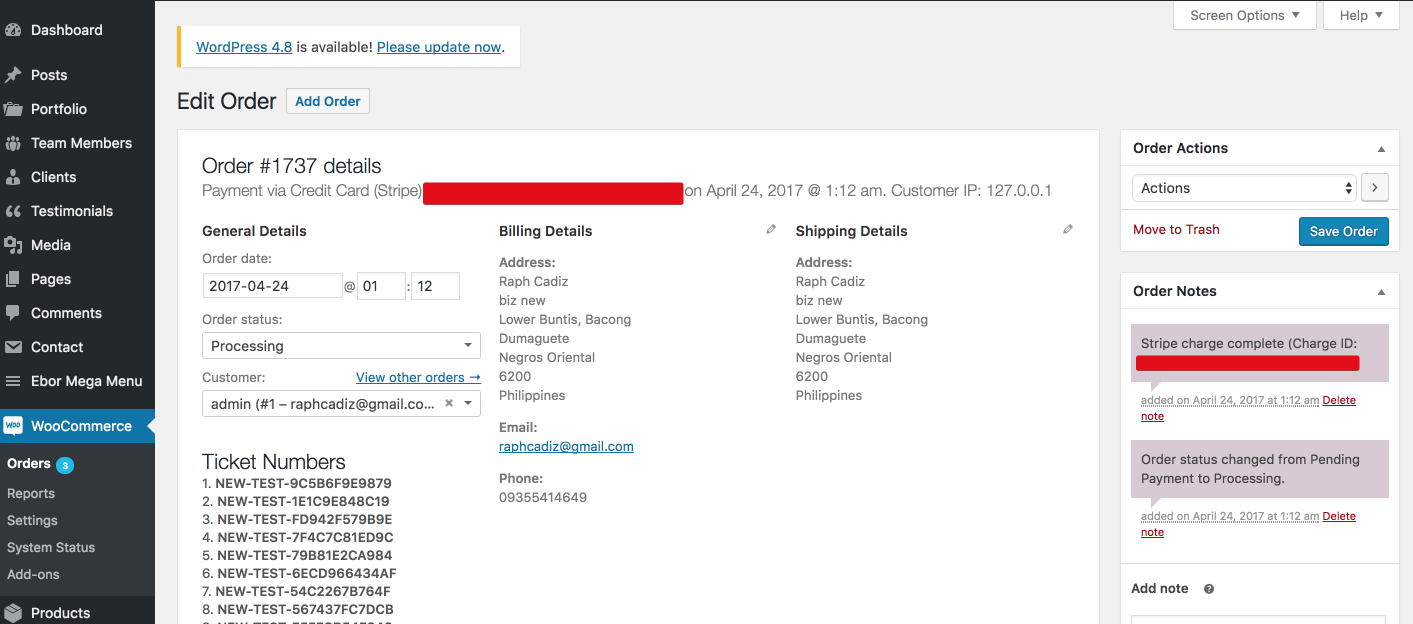 Dashboard
Posts
Portfolio
Team Members
Clients
Testimonials
Media
Pages
Comments
Contact
Ebor Mega Menu
WooCommerce
Orders 3
Reports
Settings
System Status
Add-ons
Products
Screen Options
Help
WordPress 4.8 is available! Please update now.
Edit Order
Add Order
Order #1737 details
Payment via Credit Card (Stripe) on April 24, 2017 @ 1:12 am. Customer IP: 127.0.0.1
General Details
Order date:
2017-04-24 @ 01 : 12
Order status:
Processing
Customer: View other orders →
admin (#1 – raphcadiz@gmail.co... ×
Ticket Numbers
1. NEW-TEST-9C5B6F9E9879
2. NEW-TEST-1E1C9E848C19
3. NEW-TEST-FD942F579B9E
4. NEW-TEST-7F4C7C81ED9C
5. NEW-TEST-79B81E2CA984
6. NEW-TEST-6ECD966434AF
7. NEW-TEST-54C2267B764F
8. NEW-TEST-567437FC7DCB
Billing Details
Address:
Raph Cadiz
biz new
Lower Buntis, Bacong
Dumaguete
Negros Oriental
6200
Philippines
Email:
raphcadiz@gmail.com
Phone:
09355414649
Shipping Details
Address:
Raph Cadiz
biz new
Lower Buntis, Bacong
Dumaguete
Negros Oriental
6200
Philippines
Order Actions
Actions
Move to Trash
Save Order
Order Notes
Stripe charge complete (Charge ID:
added on April 24, 2017 at 1:12 am Delete
note
Order status changed from Pending
Payment to Processing.
added on April 24, 2017 at 1:12 am Delete
note
Add note ?